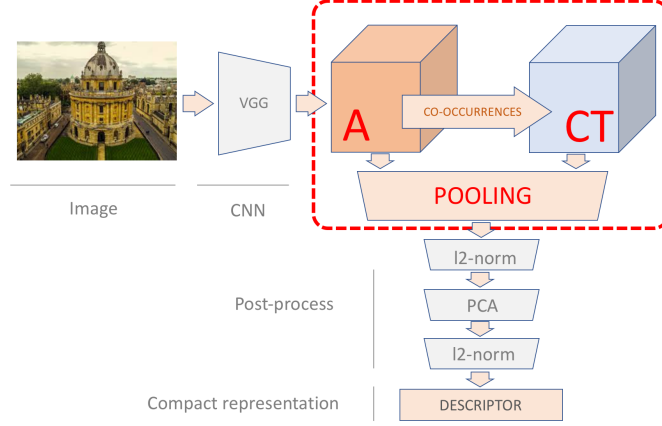 VGG
A
CO-OCCURRENCES
CT
Image
CNN
POOLING
l2-norm
Post-process
PCA
l2-norm
Compact representation
DESCRIPTOR